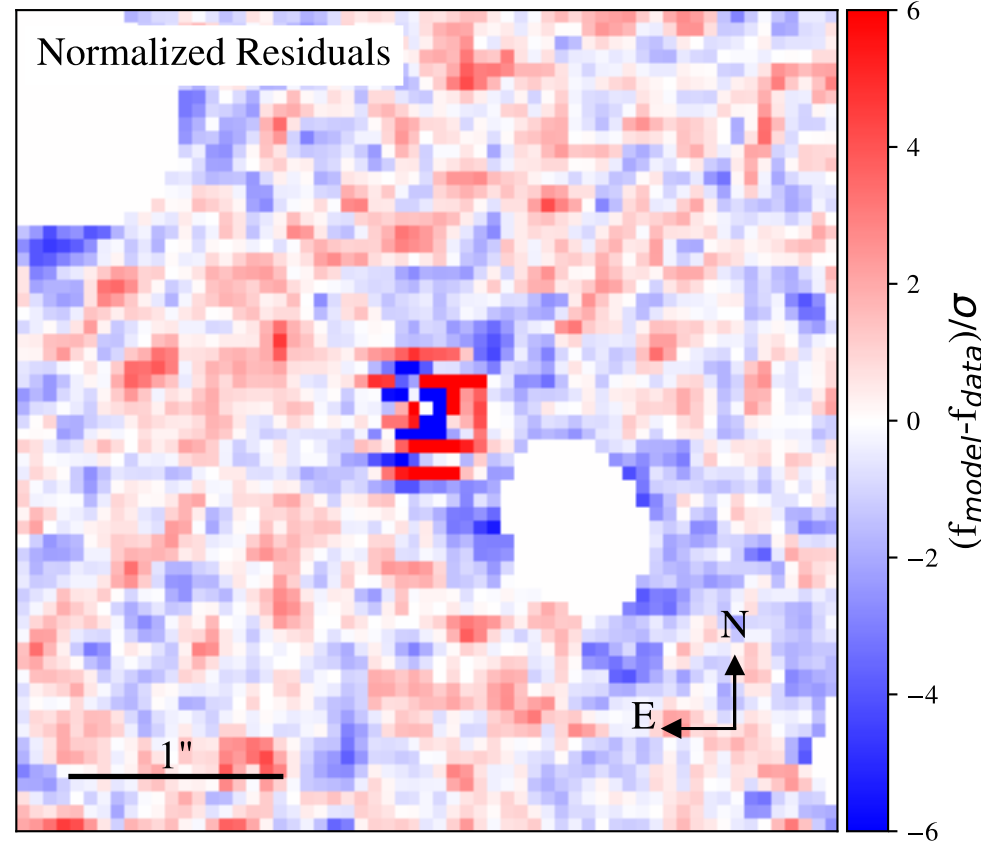 Normalized Residuals
6
4
2
0
−2
−4
−6
(f_model-f_data)/σ
N
E
1"